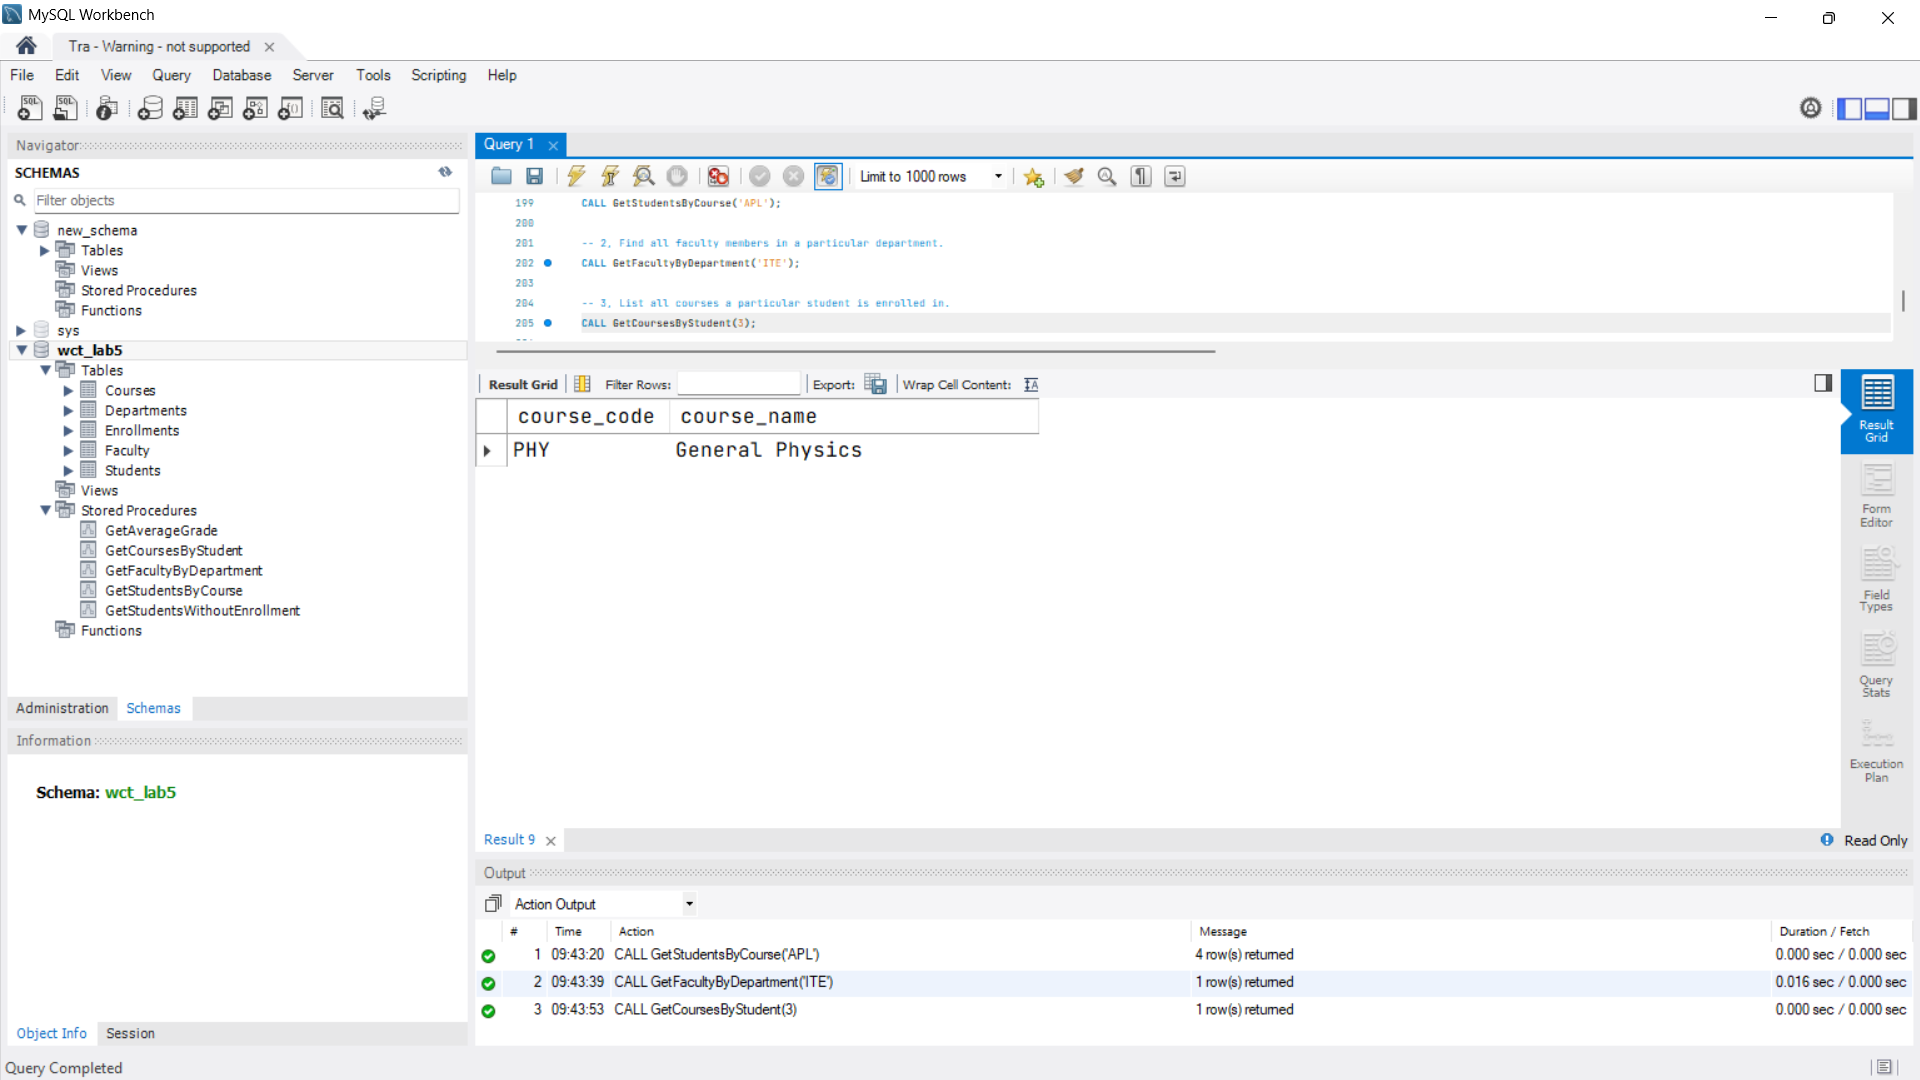 MySQL Workbench
Tra - Warning - not supported
File Edit View Query Database Server Tools Scripting Help
Navigator
SCHEMAS
Filter objects
new_schema
Tables
Views
Stored Procedures
Functions
sys
wct_lab5
Tables
Courses
Departments
Enrollments
Faculty
Students
Views
Stored Procedures
GetAverageGrade
GetCoursesByStudent
GetFacultyByDepartment
GetStudentsByCourse
GetStudentsWithoutEnrollment
Functions
Administration Schemas
Information
Schema: wct_lab5
Object Info Session
Query Completed
Query 1
Limit to 1000 rows
199 CALL GetStudentsByCourse('APL');
200
201 -- 2, Find all faculty members in a particular department.
202 CALL GetFacultyByDepartment('ITE');
203
204 -- 3, List all courses a particular student is enrolled in.
205 CALL GetCoursesByStudent(3);
Result Grid Filter Rows: Export: Wrap Cell Content:
course_code course_name
PHY General Physics
Result Grid
Form Editor
Field Types
Query Stats
Execution Plan
Result 9 Read Only
Output
Action Output
# Time Action Message Duration / Fetch
1 09:43:20 CALL GetStudentsByCourse('APL') 4 row(s) returned 0.000 sec / 0.000 sec
2 09:43:39 CALL GetFacultyByDepartment('ITE') 1 row(s) returned 0.016 sec / 0.000 sec
3 09:43:53 CALL GetCoursesByStudent(3) 1 row(s) returned 0.000 sec / 0.000 sec